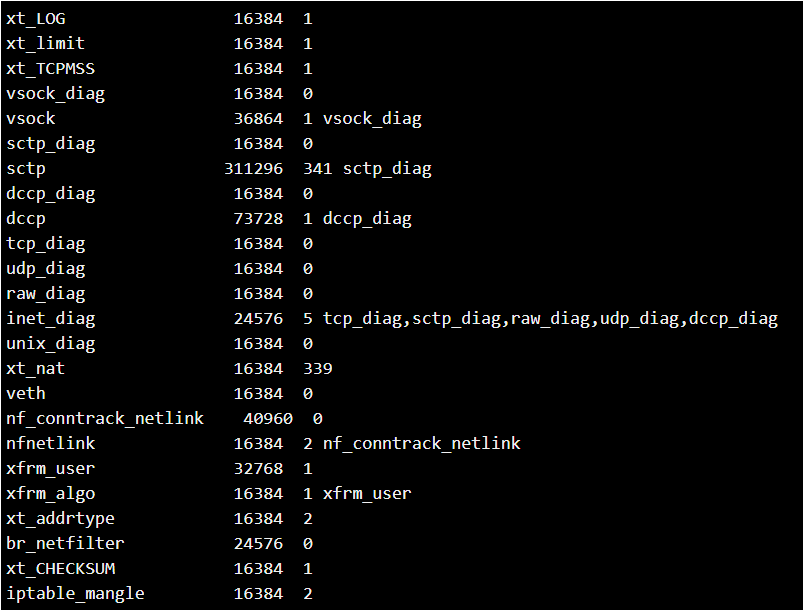 xt_LOG                 16384  1
xt_limit               16384  1
xt_TCPMSS              16384  1
vsock_diag             16384  0
vsock                  36864  1 vsock_diag
sctp_diag              16384  0
sctp                  311296  341 sctp_diag
dccp_diag              16384  0
dccp                   73728  1 dccp_diag
tcp_diag               16384  0
udp_diag               16384  0
raw_diag               16384  0
inet_diag              24576  5 tcp_diag,sctp_diag,raw_diag,udp_diag,dccp_diag
unix_diag              16384  0
xt_nat                 16384  339
veth                   16384  0
nf_conntrack_netlink    40960  0
nfnetlink              16384  2 nf_conntrack_netlink
xfrm_user              32768  1
xfrm_algo              16384  1 xfrm_user
xt_addrtype            16384  2
br_netfilter           24576  0
xt_CHECKSUM            16384  1
iptable_mangle         16384  2